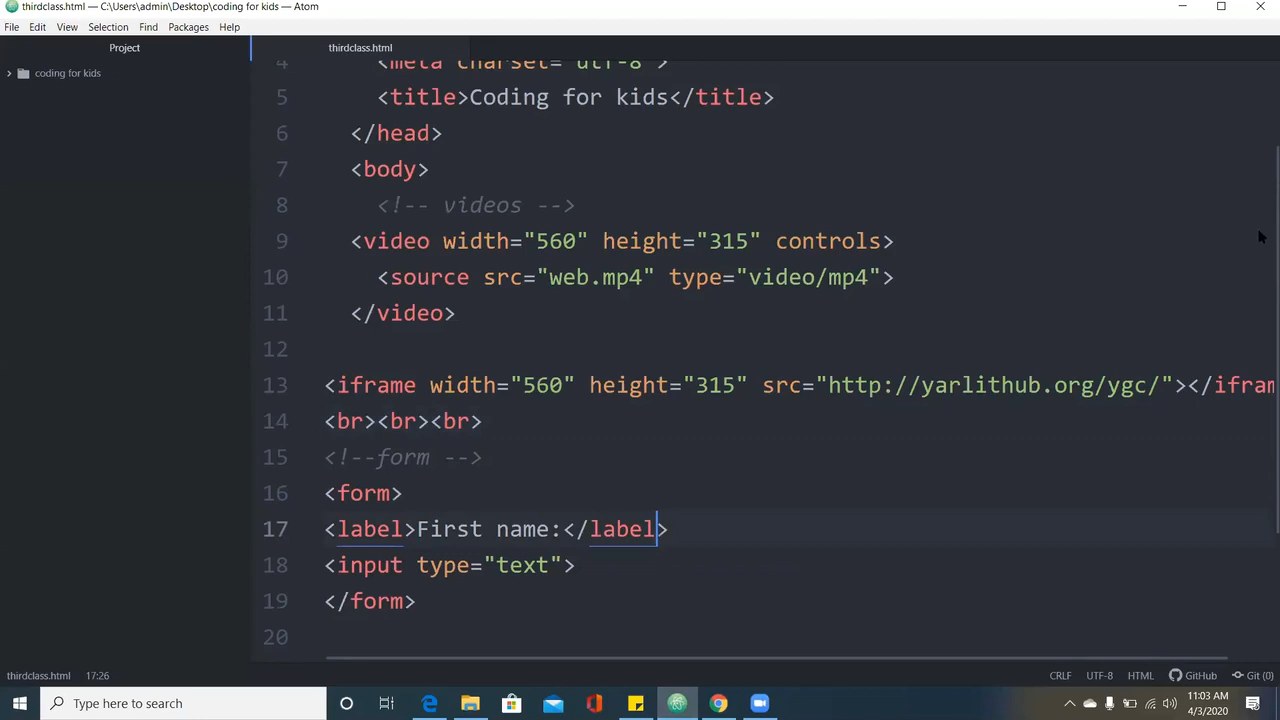 thirdclass.html — C:\Users\admin\Desktop\coding for kids — Atom
File Edit View Selection Find Packages Help
Project
thirdclass.html
coding for kids
4 <meta charset="utf-8">
5 <title>Coding for kids</title>
6 </head>
7 <body>
8 <!-- videos -->
9 <video width="560" height="315" controls>
10 <source src="web.mp4" type="video/mp4">
11 </video>
12
13 <iframe width="560" height="315" src="http://yarlithub.org/ygc/"></ifram
14 <br><br><br>
15 <!--form -->
16 <form>
17 <label>First name:</label>
18 <input type="text">
19 </form>
20
thirdclass.html 17:26 CRLF UTF-8 HTML GitHub Git (0)
Type here to search
11:03 AM
4/3/2020